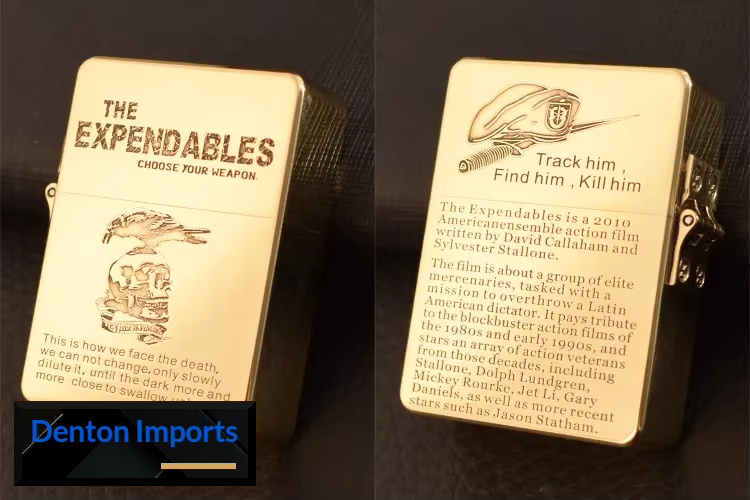 THE
EXPENDABLES
CHOOSE YOUR WEAPON.
This is how we face the death,
we can not change, only slowly
dilute it, until the dark more and
more close to swallow
Denton Imports
Track him ,
Find him , Kill him
The Expendables is a 2010
Americanensemble action film
written by David Callaham and
Sylvester Stallone.
The film is about a group of elite
mercenaries, tasked with a
mission to overthrow a Latin
American dictator. It pays tribute
to the blockbuster action films of
the 1980s and early 1990s, and
stars an array of action veterans
from those decades, including
Stallone, Dolph Lundgren,
Mickey Rourke, Jet Li, Gary
Daniels, as well as more recent
stars such as Jason Statham.